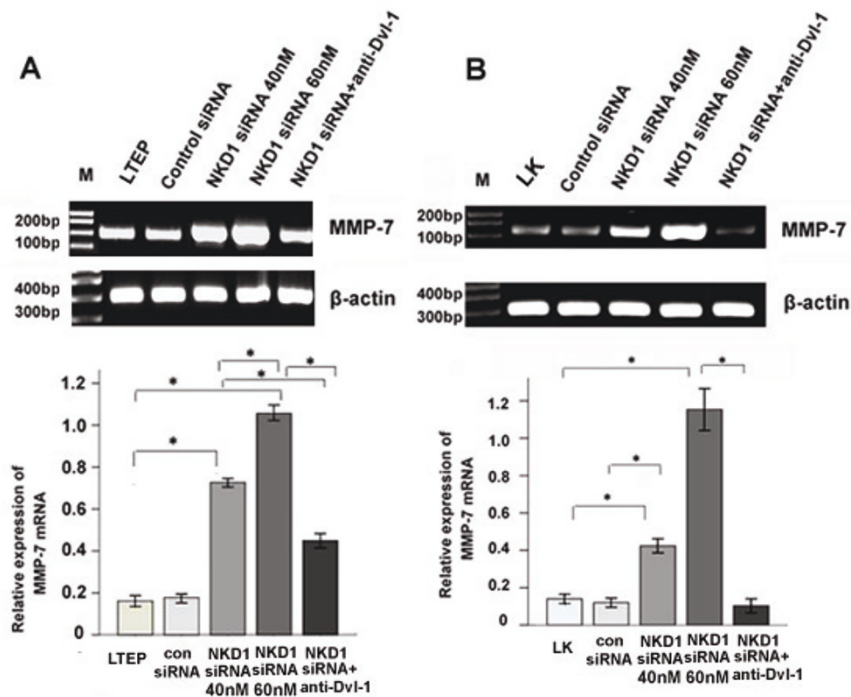 A
M
LTEP
Control siRNA
NKD1 siRNA 40nM
NKD1 siRNA 60nM
NKD1 siRNA+anti-Dvl-1
200bp
100bp
MMP-7
400bp
300bp
β-actin
Relative expression of
MMP-7 mRNA
1.2
1.0
0.8
0.6
0.4
0.2
0
*
*
*
*
*
LTEP
con
siRNA
NKD1
siRNA
40nM
NKD1
siRNA
60nM
NKD1
siRNA+
anti-Dvl-1
B
M
LK
Control siRNA
NKD1 siRNA 40nM
NKD1 siRNA 60nM
NKD1 siRNA+anti-Dvl-1
200bp
100bp
MMP-7
400bp
300bp
β-actin
Relative expression of
MMP-7 mRNA
1.2
1.0
0.8
0.6
0.4
0.2
0
*
*
*
*
LK
con
siRNA
NKD1
siRNA
40nM
NKD1
siRNA
60nM
NKD1
siRNA+
anti-Dvl-1